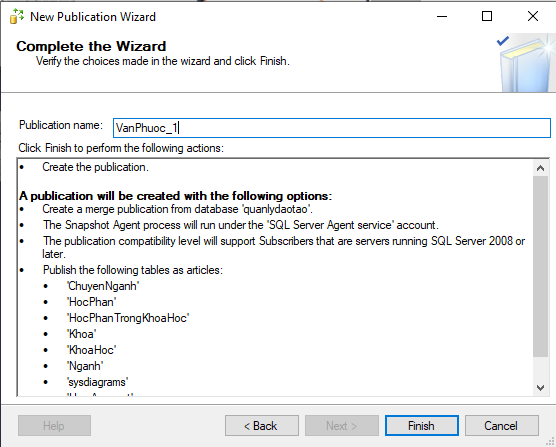 New Publication Wizard
Complete the Wizard
Verify the choices made in the wizard and click Finish.
Publication name: VanPhuoc_1
Click Finish to perform the following actions:
• Create the publication.
A publication will be created with the following options:
• Create a merge publication from database 'quanlydaotao'.
• The Snapshot Agent process will run under the 'SQL Server Agent service' account.
• The publication compatibility level will support Subscribers that are servers running SQL Server 2008 or
later.
• Publish the following tables as articles:
• 'ChuyenNganh'
• 'HocPhan'
• 'HocPhanTrongKhoaHoc'
• 'Khoa'
• 'KhoaHoc'
• 'Nganh'
• 'sysdiagrams'
Help
< Back
Next >
Finish
Cancel